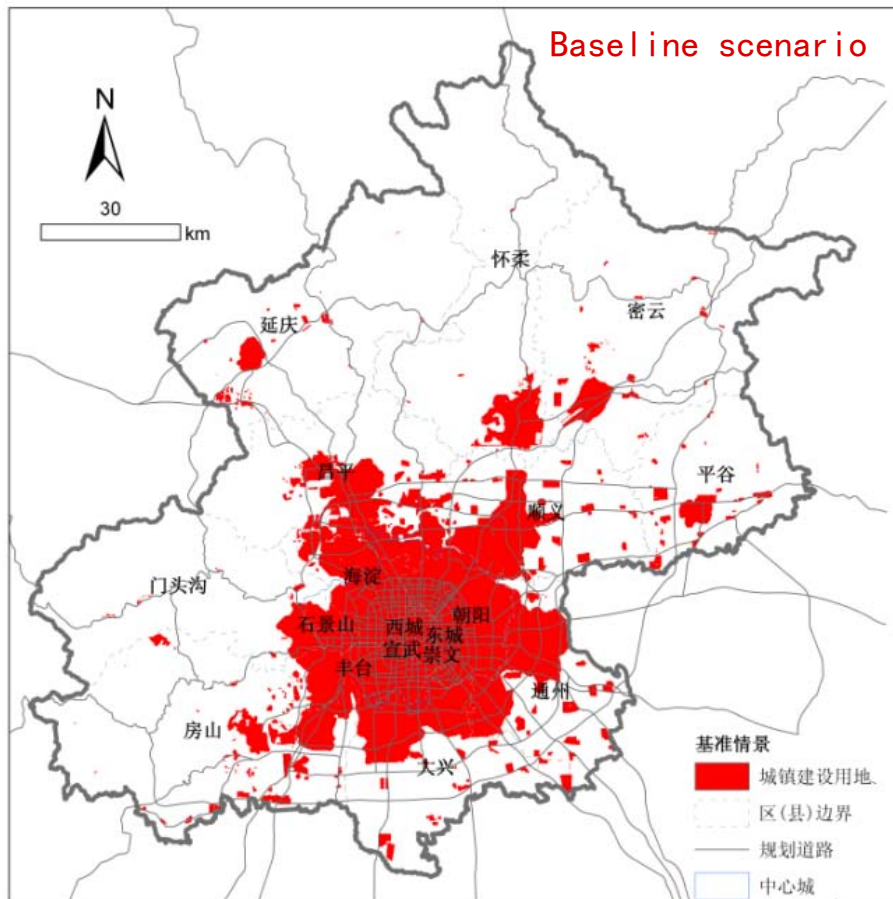 Baseline scenario
N
30
km
怀柔
密云
延庆
昌平
平谷
顺义
海淀
门头沟
朝阳
石景山
西城
东城
宣武
崇文
丰台
通州
房山
大兴
基准情景
城镇建设用地
区(县)边界
规划道路
中心城